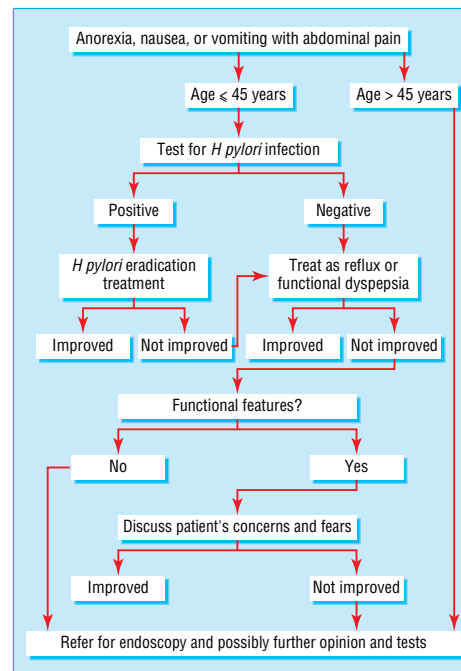 Anorexia, nausea, or vomiting with abdominal pain
Age ⩽ 45 years
Age > 45 years
Test for H pylori infection
Positive
Negative
H pylori eradication
treatment
Treat as reflux or
functional dyspepsia
Improved
Not improved
Improved
Not improved
Functional features?
No
Yes
Discuss patient's concerns and fears
Improved
Not improved
Refer for endoscopy and possibly further opinion and tests